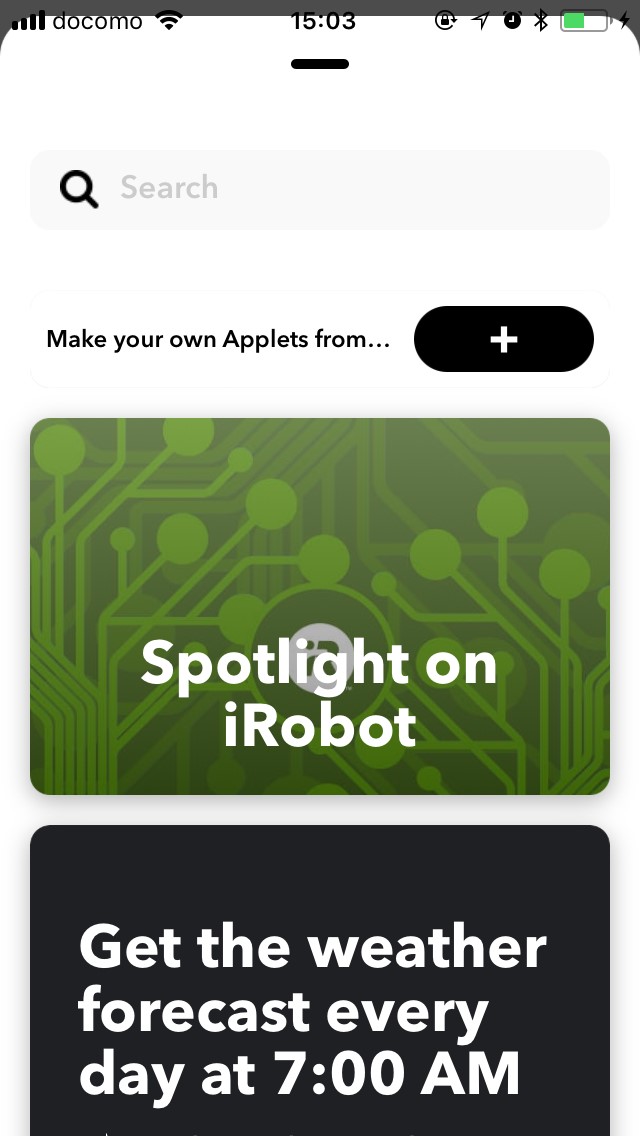 docomo 15:03
Search
Make your own Applets from... +
Spotlight on
iRobot
Get the weather
forecast every
day at 7:00 AM